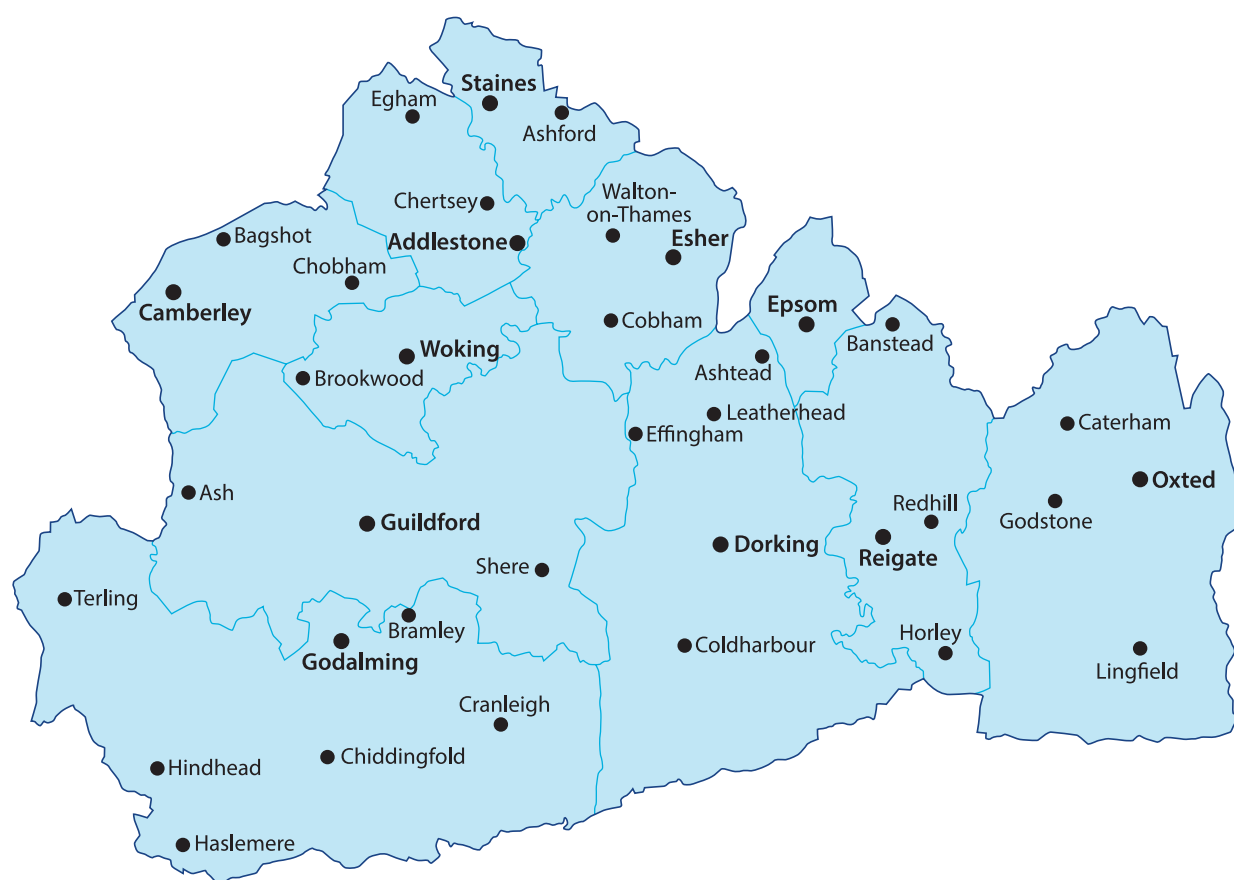 Staines
Egham
Ashford
Walton-
on-Thames
Chertsey
Bagshot
Addlestone
Esher
Chobham
Camberley
Epsom
Cobham
Woking
Banstead
Ashtead
Brookwood
Leatherhead
Caterham
Effingham
Oxted
Ash
Redhill
Godstone
Guildford
Dorking
Reigate
Shere
Terling
Bramley
Horley
Coldharbour
Godalming
Lingfield
Cranleigh
Chiddingfold
Hindhead
Haslemere